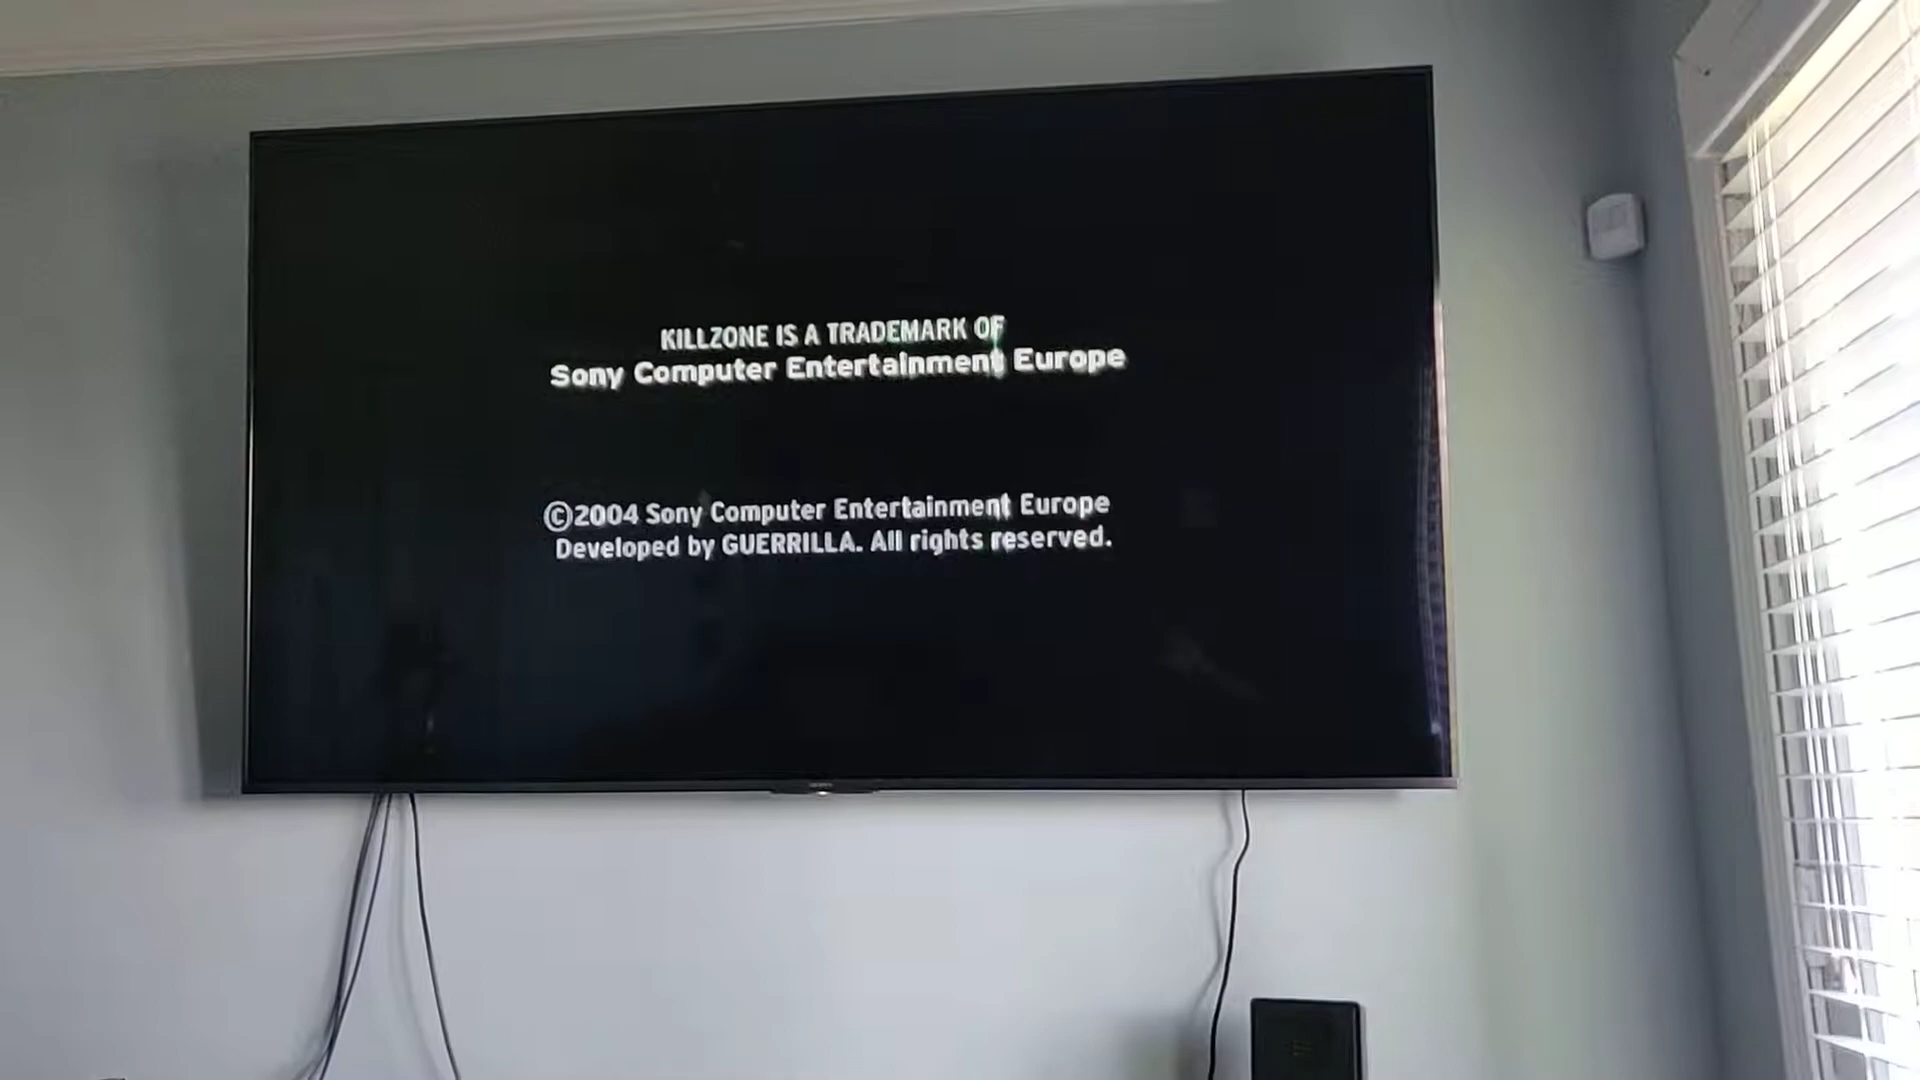 KILLZONE IS A TRADEMARK OF
Sony Computer Entertainment Europe
©2004 Sony Computer Entertainment Europe
Developed by GUERRILLA. All rights reserved.